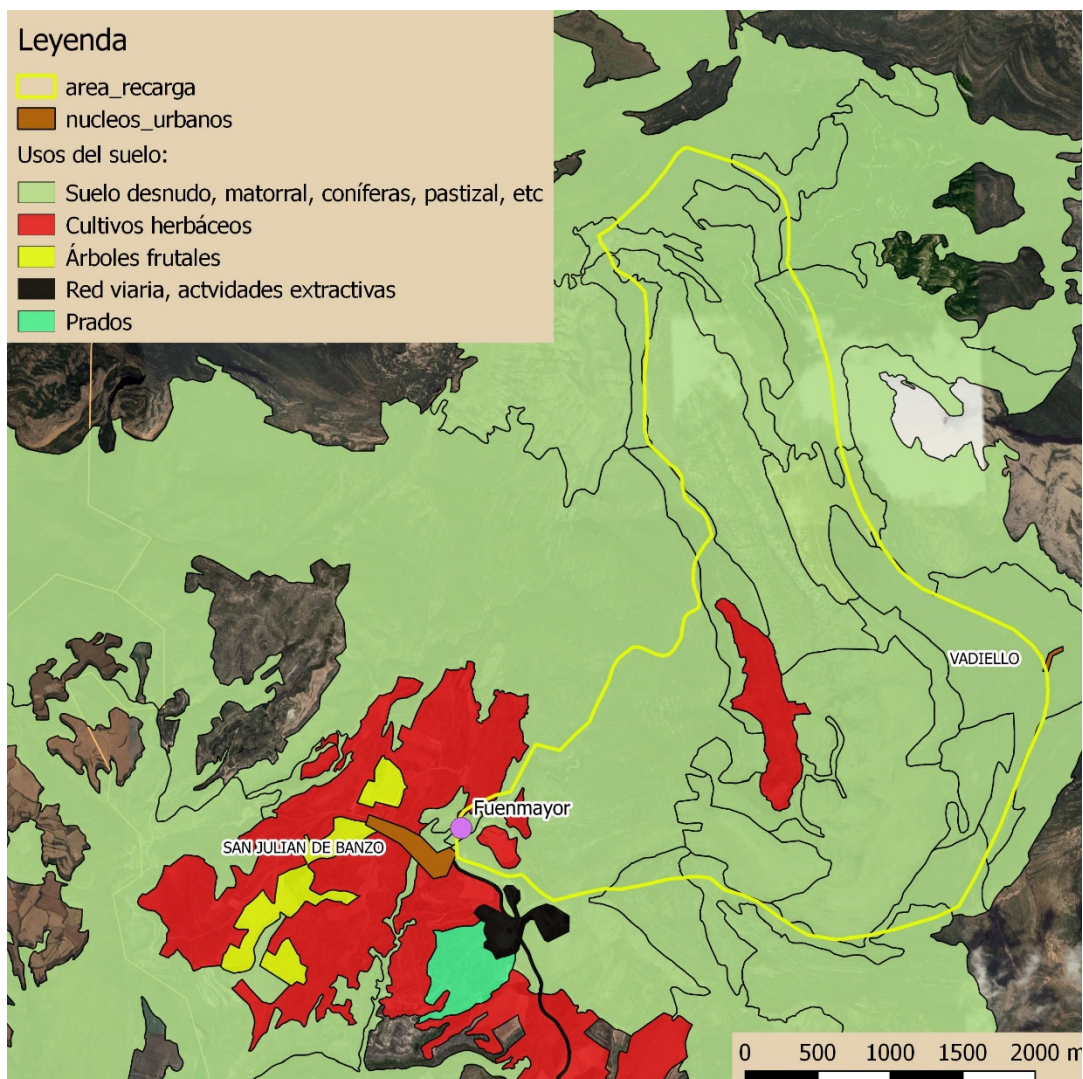 Leyenda
area_recarga
nucleos_urbanos
Usos del suelo:
Suelo desnudo, matorral, coníferas, pastizal, etc
Cultivos herbáceos
Árboles frutales
Red viaria, actvidades extractivas
Prados
VADIELLO
Fuenmayor
SAN JULIAN DE BANZO
0 500 1000 1500 2000 m